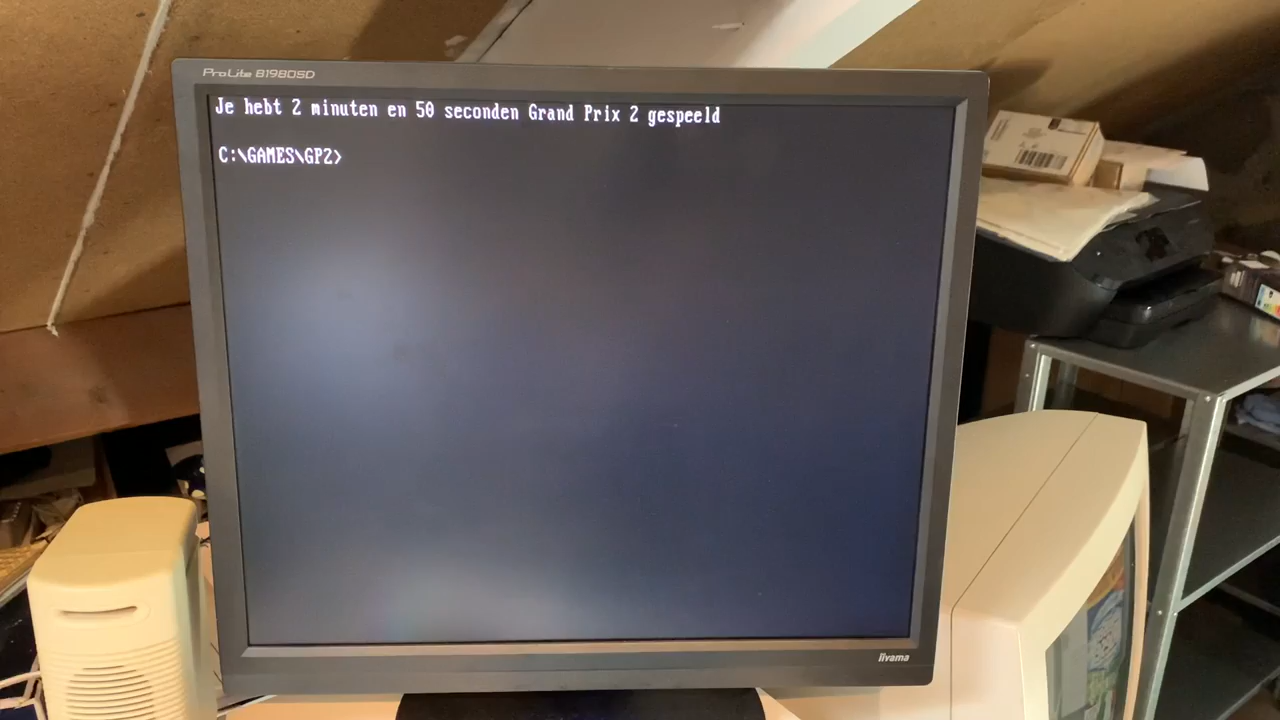 ProLite B1980SD
Je hebt 2 minuten en 50 seconden Grand Prix 2 gespeeld
C:\GAMES\GP2>
iiyama